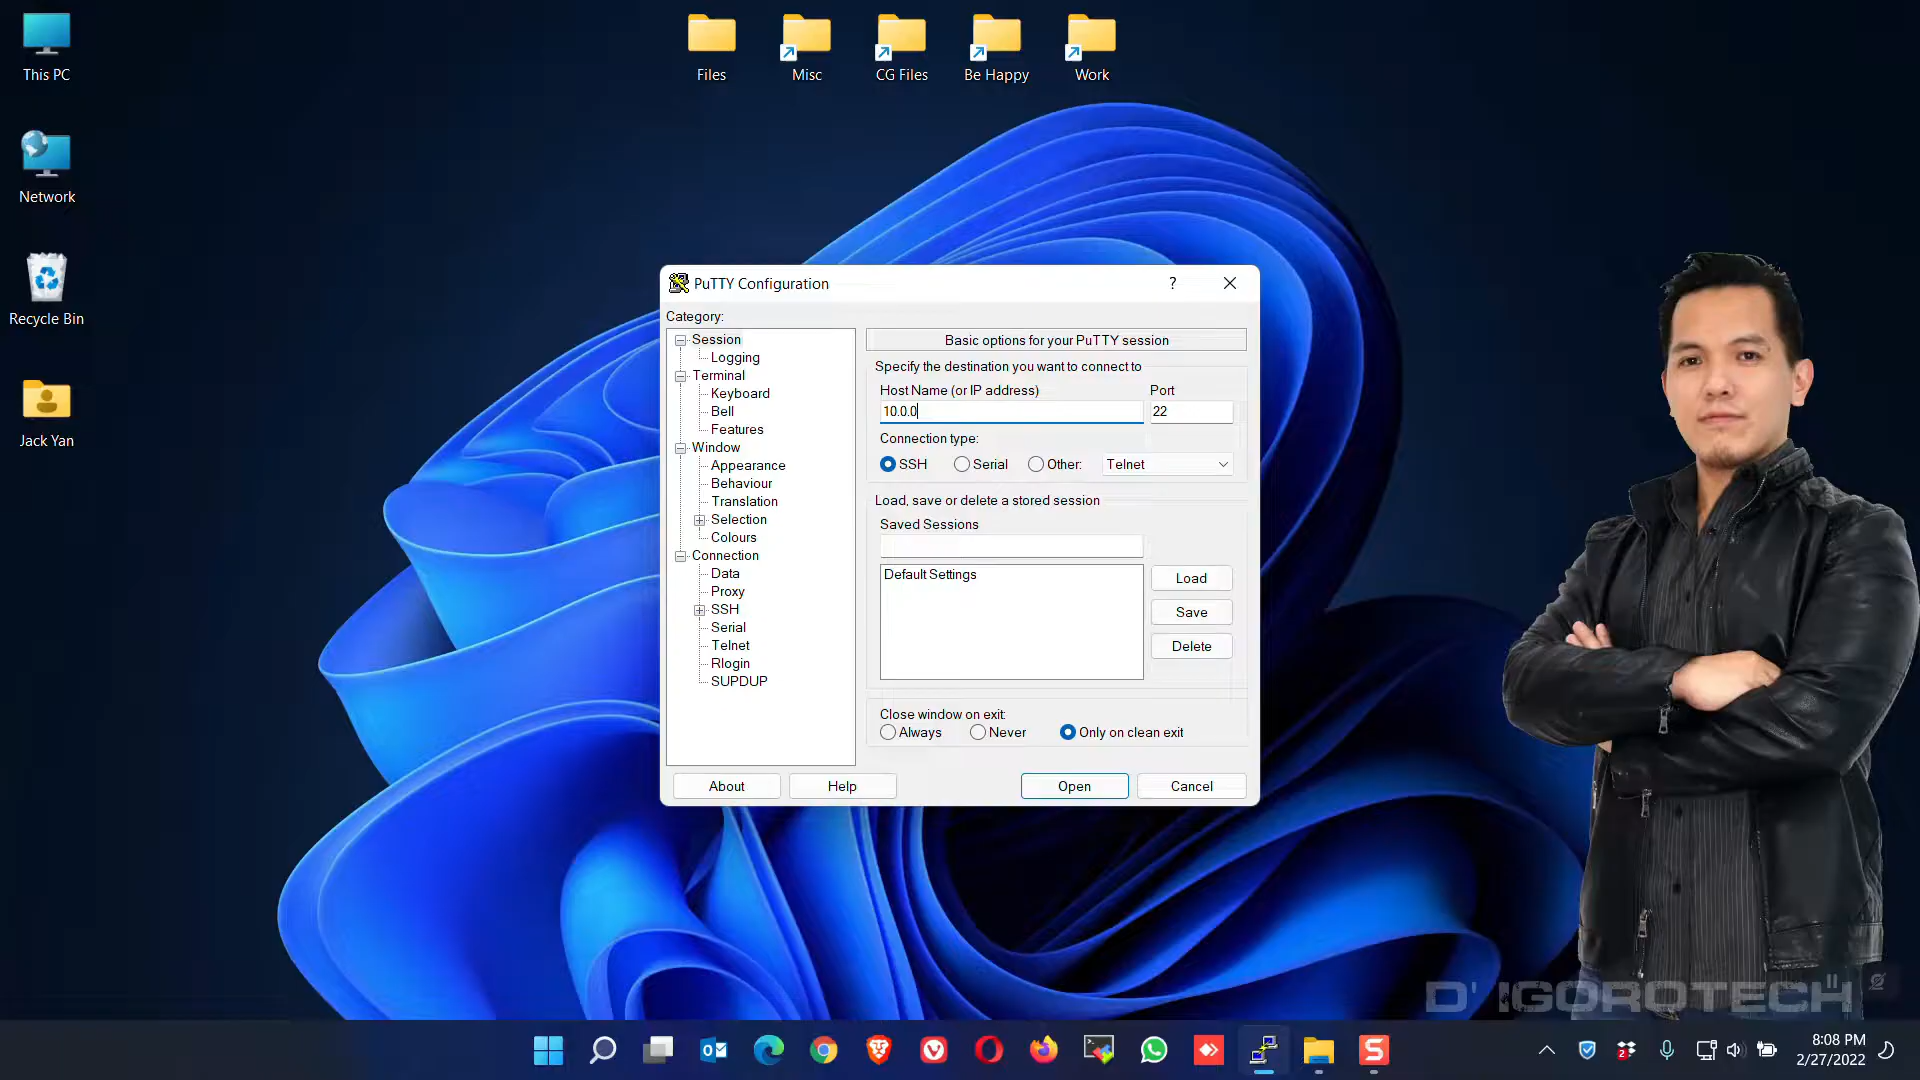 This PC
Files
Misc
CG Files
Be Happy
Work
Network
Recycle Bin
Jack Yan
PuTTY Configuration
?
Category:
Session
Logging
Terminal
Keyboard
Bell
Features
Window
Appearance
Behaviour
Translation
Selection
Colours
Connection
Data
Proxy
SSH
Serial
Telnet
Rlogin
SUPDUP
Basic options for your PuTTY session
Specify the destination you want to connect to
Host Name (or IP address)
Port
10.0.0
22
Connection type:
SSH
Serial
Other:
Telnet
Load, save or delete a stored session
Saved Sessions
Default Settings
Load
Save
Delete
Close window on exit:
Always
Never
Only on clean exit
About
Help
Open
Cancel
D' IGOROTECH
8:08 PM
2/27/2022